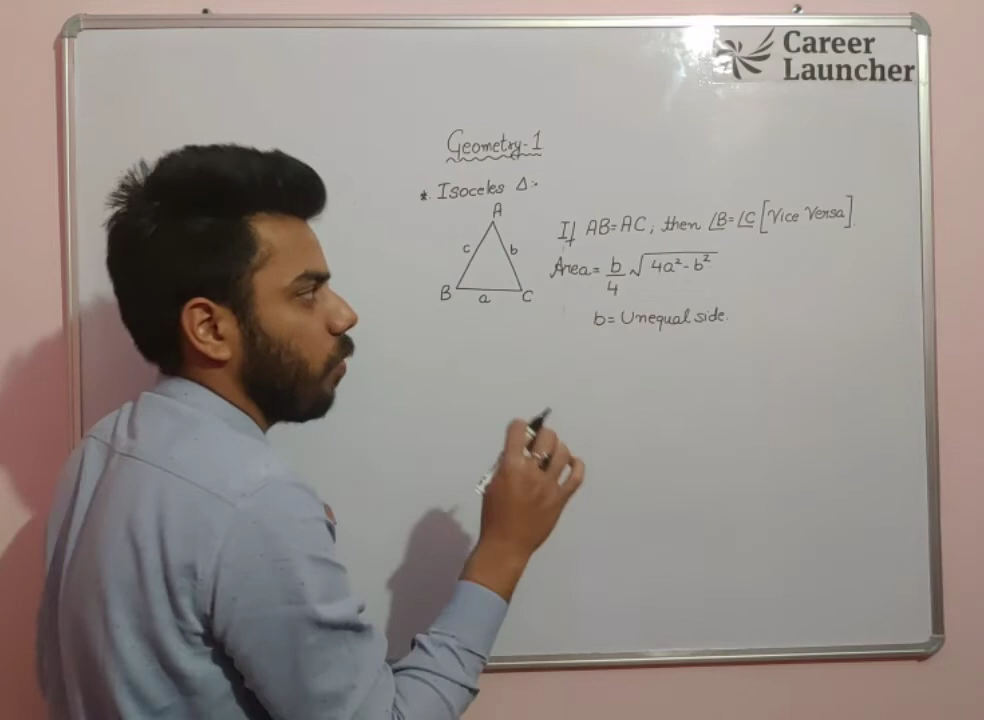 Career
Launcher
Geometry-1
*. Isoceles Δ:-
A
c
b
B
a
C
If AB=AC, then ∠B=∠C [Vice Versa].
Area = b/4 √4a²-b²
b= Unequal side.